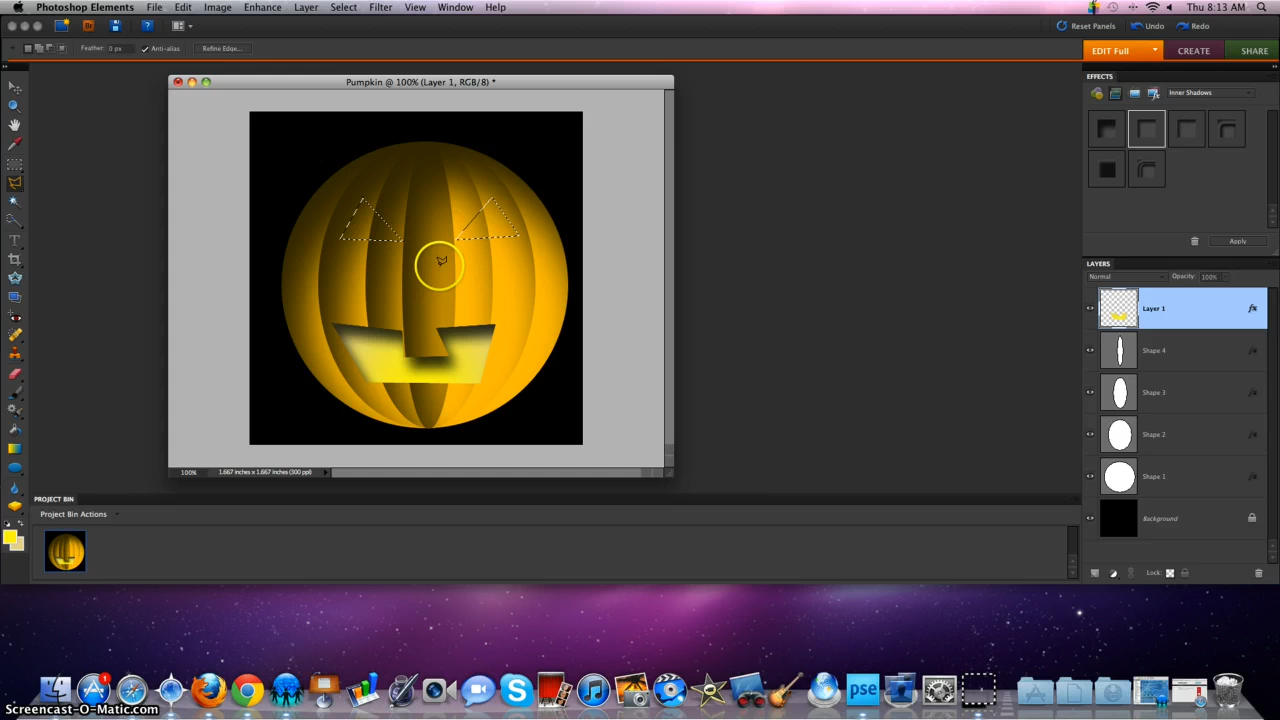 Photoshop Elements File Edit Image Enhance Layer Select Filter View Window Help Thu 8:13 AM
Reset Panels Undo Redo
Feather: 0 px Anti-alias Refine Edge...
EDIT Full CREATE SHARE
EFFECTS
Inner Shadows
Apply
Pumpkin @ 100% (Layer 1, RGB/8) *
100% 1.667 inches x 1.667 inches (300 ppi)
LAYERS
Normal Opacity: 100%
Layer 1 fx
Shape 4
Shape 3
Shape 2
Shape 1
Background
Lock:
PROJECT BIN
Project Bin Actions
Br
T
1
pse
Screencast-O-Matic.com